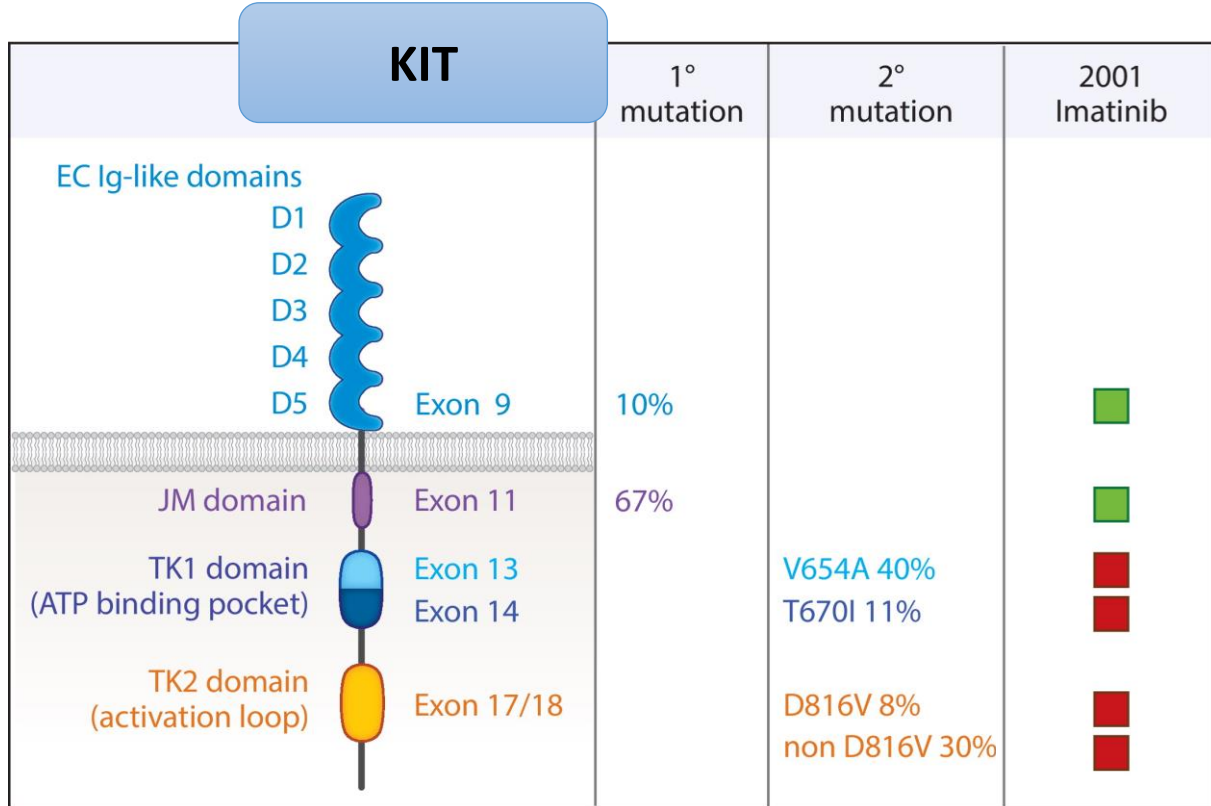 KIT
1°
mutation
2°
mutation
2001
Imatinib
EC Ig-like domains
D1
D2
D3
D4
D5
Exon 9
10%
JM domain
Exon 11
67%
TK1 domain
(ATP binding pocket)
Exon 13
V654A 40%
Exon 14
T670I 11%
TK2 domain
(activation loop)
Exon 17/18
D816V 8%
non D816V 30%